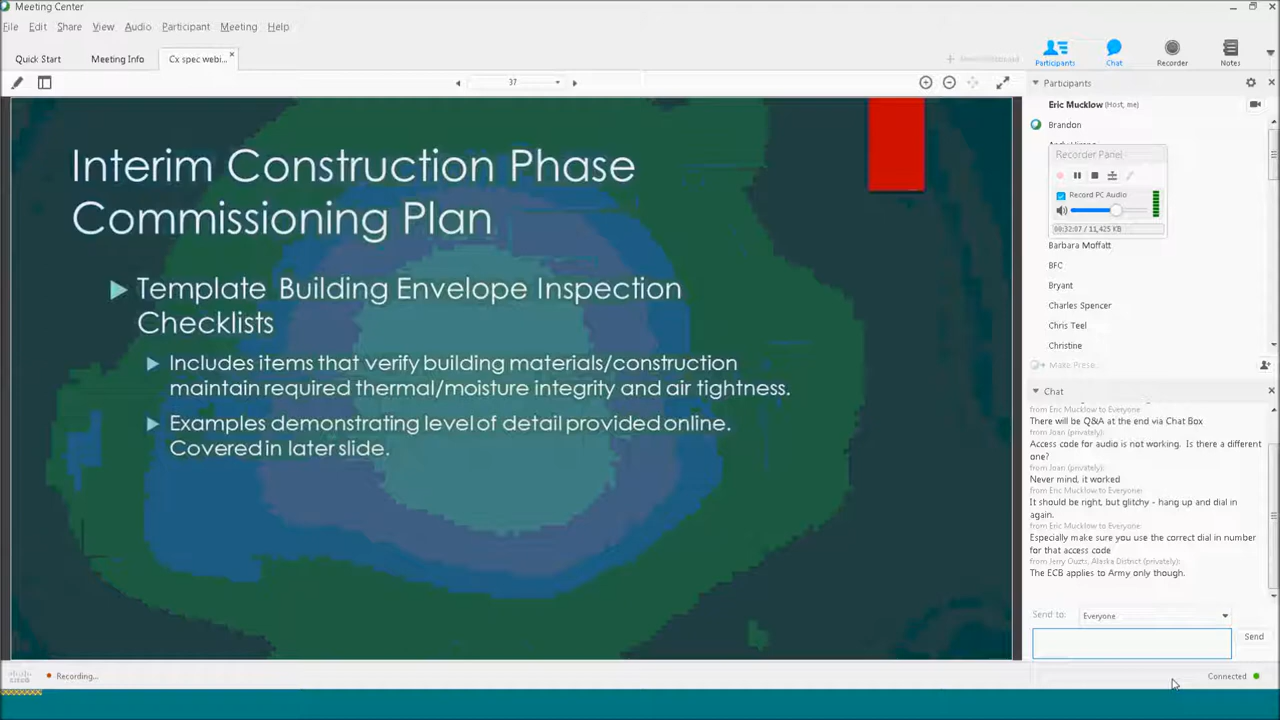 Meeting Center
File Edit Share View Audio Participant Meeting Help
Quick Start Meeting Info Cx spec webi...
Participants Chat Recorder Notes
37
Interim Construction Phase
Commissioning Plan
Template Building Envelope Inspection
Checklists
Includes items that verify building materials/construction
maintain required thermal/moisture integrity and air tightness.
Examples demonstrating level of detail provided online.
Covered in later slide.
Participants
Eric Mucklow (Host, me)
Brandon
Recorder Panel
Record PC Audio
00:32:07 / 11,425 KB
Barbara Moffatt
BFC
Bryant
Charles Spencer
Chris Teel
Christine
Make Prese...
Chat
from Eric Mucklow to Everyone
There will be Q&A at the end via Chat Box
from Joan (privately):
Access code for audio is not working. Is there a different
one?
from Joan (privately):
Never mind, it worked
from Eric Mucklow to Everyone:
It should be right, but glitchy - hang up and dial in
again.
from Eric Mucklow to Everyone
Especially make sure you use the correct dial in number
for that access code
from Jerry Ouzts, Alaska District (privately):
The ECB applies to Army only though.
Send to: Everyone
Send
Recording...
Connected